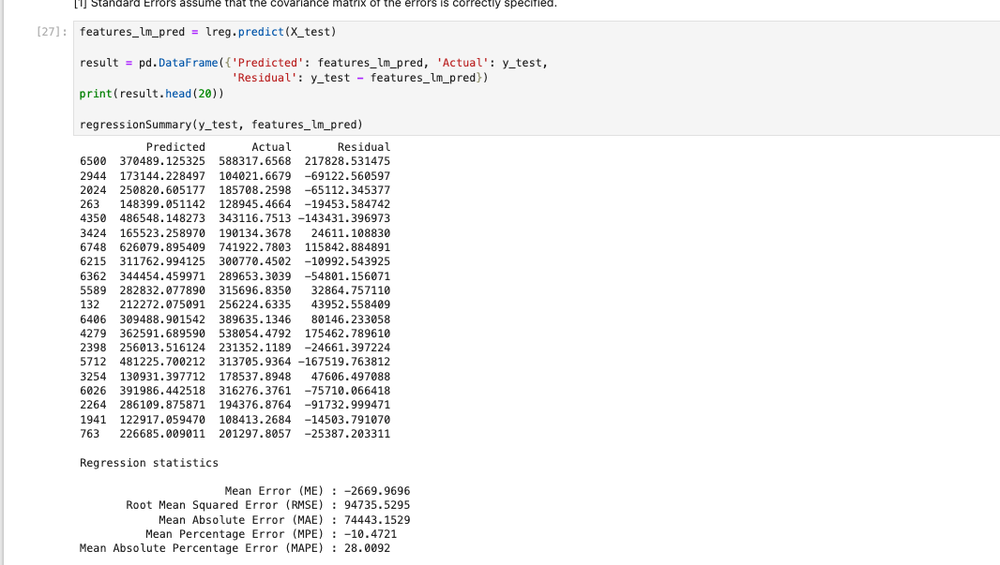 [1] Standard Errors assume that the covariance matrix of the errors is correctly specified.
[27]: features_lm_pred = lreg.predict(X_test)
result = pd.DataFrame({'Predicted': features_lm_pred, 'Actual': y_test,
'Residual': y_test - features_lm_pred})
print(result.head(20))
regressionSummary(y_test, features_lm_pred)
Predicted Actual Residual
6500 370489.125325 588317.6568 217828.531475
2944 173144.228497 104021.6679 -69122.560597
2024 250820.605177 185708.2598 -65112.345377
263 148399.051142 128945.4664 -19453.584742
4350 486548.148273 343116.7513 -143431.396973
3424 165523.258970 190134.3678 24611.108830
6748 626079.895409 741922.7803 115842.884891
6215 311762.994125 300770.4502 -10992.543925
6362 344454.459971 289653.3039 -54801.156071
5589 282832.077890 315696.8350 32864.757110
132 212272.075091 256224.6335 43952.558409
6406 309488.901542 389635.1346 80146.233058
4279 362591.689590 538054.4792 175462.789610
2398 256013.516124 231352.1189 -24661.397224
5712 481225.700212 313705.9364 -167519.763812
3254 130931.397712 178537.8948 47606.497088
6026 391986.442518 316276.3761 -75710.066418
2264 286109.875871 194376.8764 -91732.999471
1941 122917.059470 108413.2684 -14503.791070
763 226685.009011 201297.8057 -25387.203311
Regression statistics
Mean Error (ME) : -2669.9696
Root Mean Squared Error (RMSE) : 94735.5295
Mean Absolute Error (MAE) : 74443.1529
Mean Percentage Error (MPE) : -10.4721
Mean Absolute Percentage Error (MAPE) : 28.0092